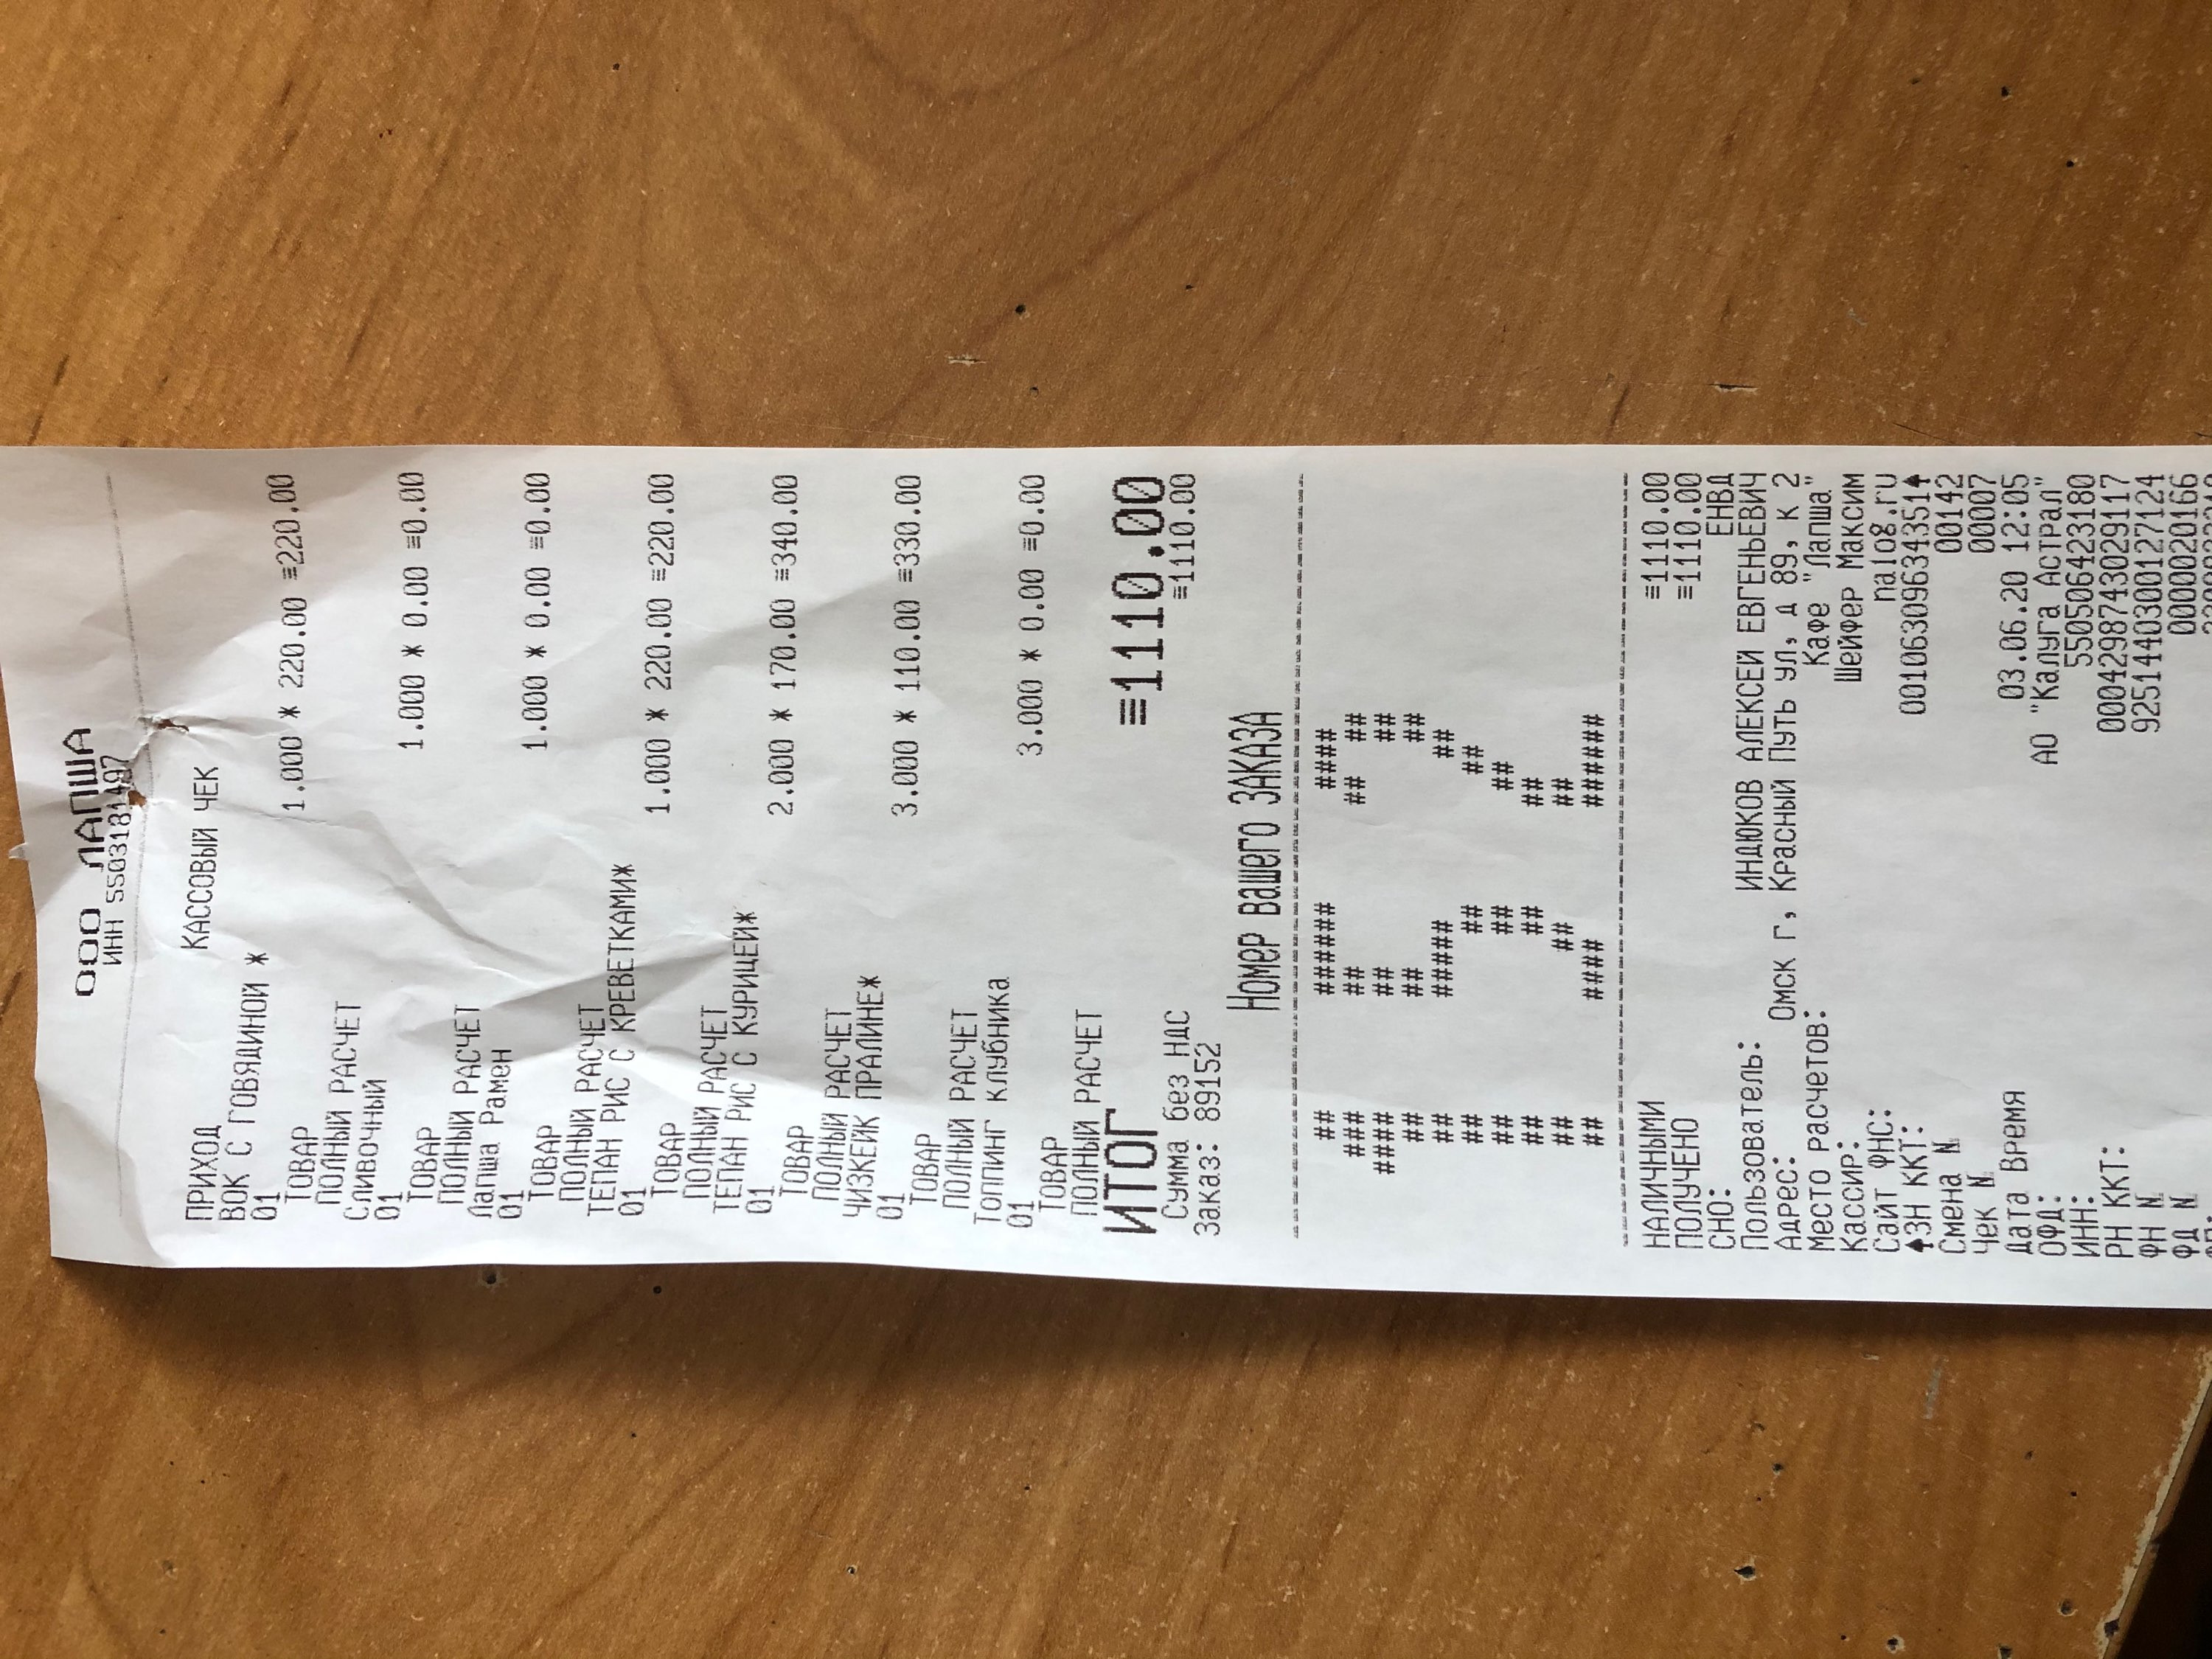 ООО ЛАПША
ИНН 5503181497
КАССОВЫЙ ЧЕК
ПРИХОД
ВОК С ГОВЯДИНОЙ *
01 1.000 * 220.00 ≡220.00
ТОВАР
ПОЛНЫЙ РАСЧЕТ
Сливочный
01 1.000 * 0.00 ≡0.00
ТОВАР
ПОЛНЫЙ РАСЧЕТ
Лапша Рамен
01 1.000 * 0.00 ≡0.00
ТОВАР
ПОЛНЫЙ РАСЧЕТ
ТЕПАН РИС С КРЕВЕТКАМИ*
01 1.000 * 220.00 ≡220.00
ТОВАР
ПОЛНЫЙ РАСЧЕТ
ТЕПАН РИС С КУРИЦЕЙ*
01 2.000 * 170.00 ≡340.00
ТОВАР
ПОЛНЫЙ РАСЧЕТ
ЧИЗКЕЙК ПРАЛИНЕ*
01 3.000 * 110.00 ≡330.00
ТОВАР
ПОЛНЫЙ РАСЧЕТ
Топпинг клубника
01 3.000 * 0.00 ≡0.00
ТОВАР
ПОЛНЫЙ РАСЧЕТ
ИТОГ ≡1110.00
Сумма без НДС ≡1110.00
Заказ: 89152
Номер вашего ЗАКАЗА
152
НАЛИЧНЫМИ ≡1110.00
ПОЛУЧЕНО ≡1110.00
СНО: ЕНВД
Пользователь: ИНДЮКОВ АЛЕКСЕЙ ЕВГЕНЬЕВИЧ
Адрес: Омск г, Красный Путь ул, д 89, к 2
Место расчетов: Кафе "Лапша"
Кассир: Шейфер Максим
Сайт ФНС: nalog.ru
↑ЗН ККТ: 00106309634351↑
Смена № 00142
Чек № 00007
Дата Время 03.06.20 12:05
ОФД: АО "Калуга Астрал"
ИНН: 5505064231​80
РН ККТ: 0004298743029117
ФН № 9251440300127124
ФД № 0000020166